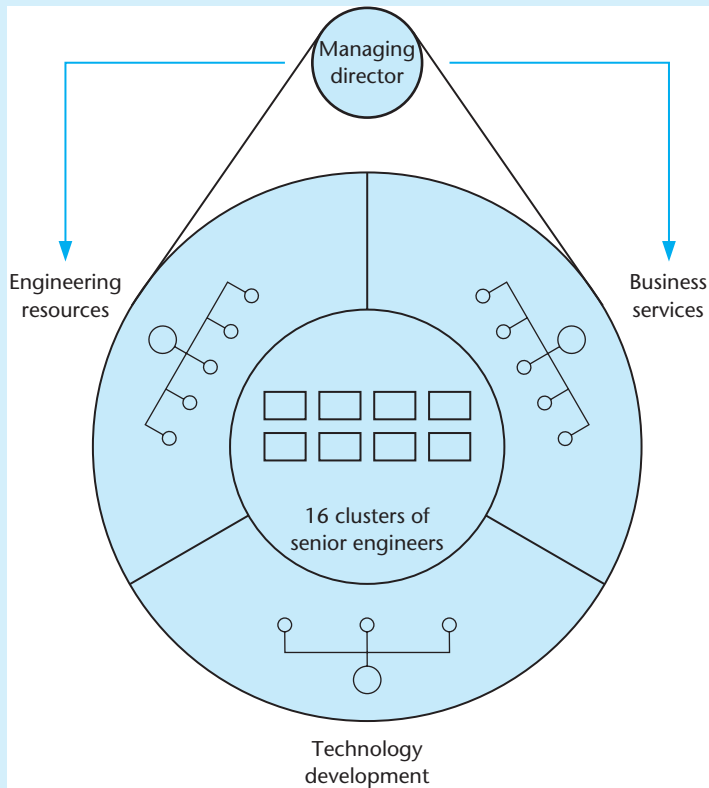 Managing
director
Engineering
resources
Business
services
16 clusters of
senior engineers
Technology
development